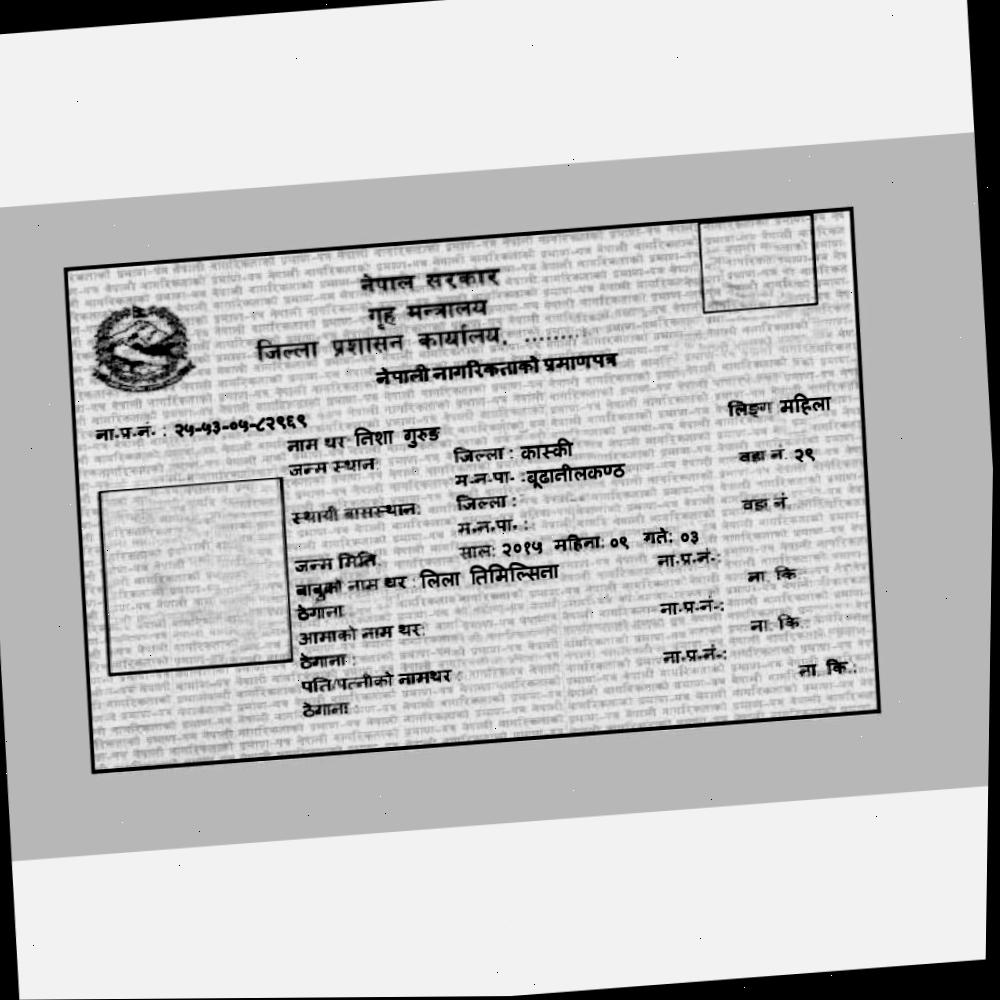 नेपाल सरकार
गृह मन्त्रालय
जिल्ला प्रशासन कार्यालय, ........
नेपाली नागरिकताको प्रमाणपत्र
ना.प्र.नं. : २५-५३-०५-८२९६९ लिङ्ग महिला
नाम थर: तिशा गुरुङ
जन्म स्थान: जिल्ला : कास्की
म.न.पा. :बूढानीलकण्ठ वडा नं. २९
स्थायी बासस्थान: जिल्ला :
म.न.पा. : वडा नं.
जन्म मिति: साल: २०१५ महिना: ०९ गते: ०३
बाबुको नाम थर : लिला तिमिल्सिना ना.प्र.नं.:
ठेगाना : ना. कि.
आमाको नाम थर: ना.प्र.नं.:
ठेगाना : ना. कि.
पति/पत्नीको नामथर : ना.प्र.नं.:
ठेगाना : ना. कि.: